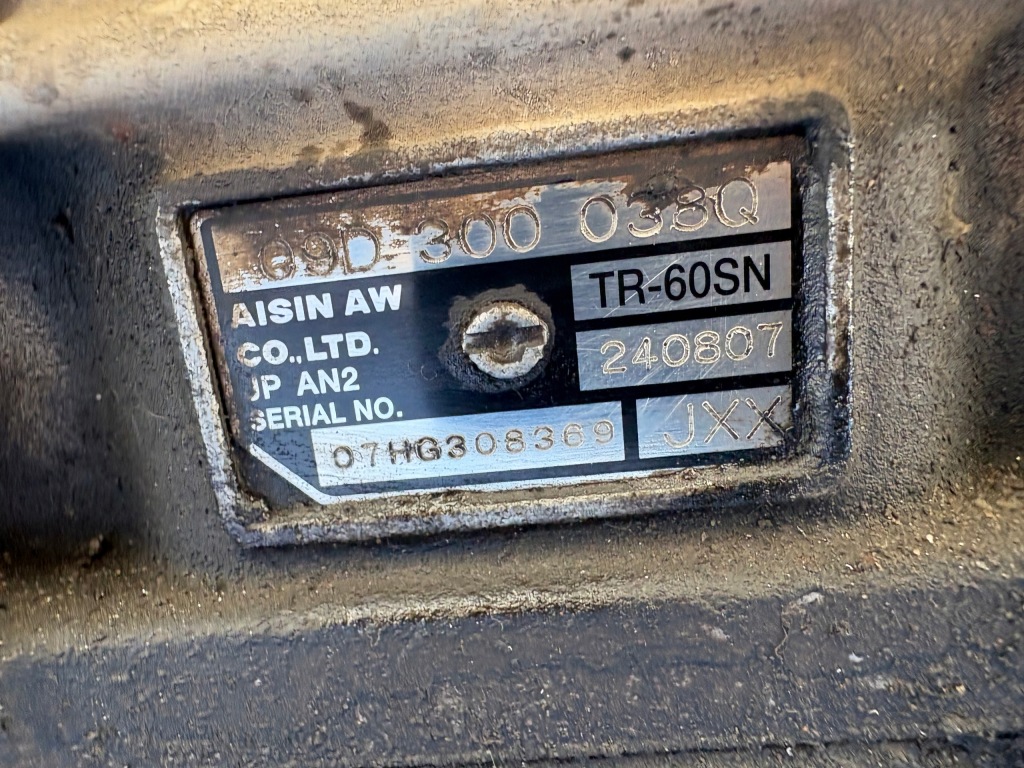 09D 300 038Q
AISIN AW
CO.,LTD.
JP AN2
SERIAL NO.
TR-60SN
240807
07HG308369
JXX